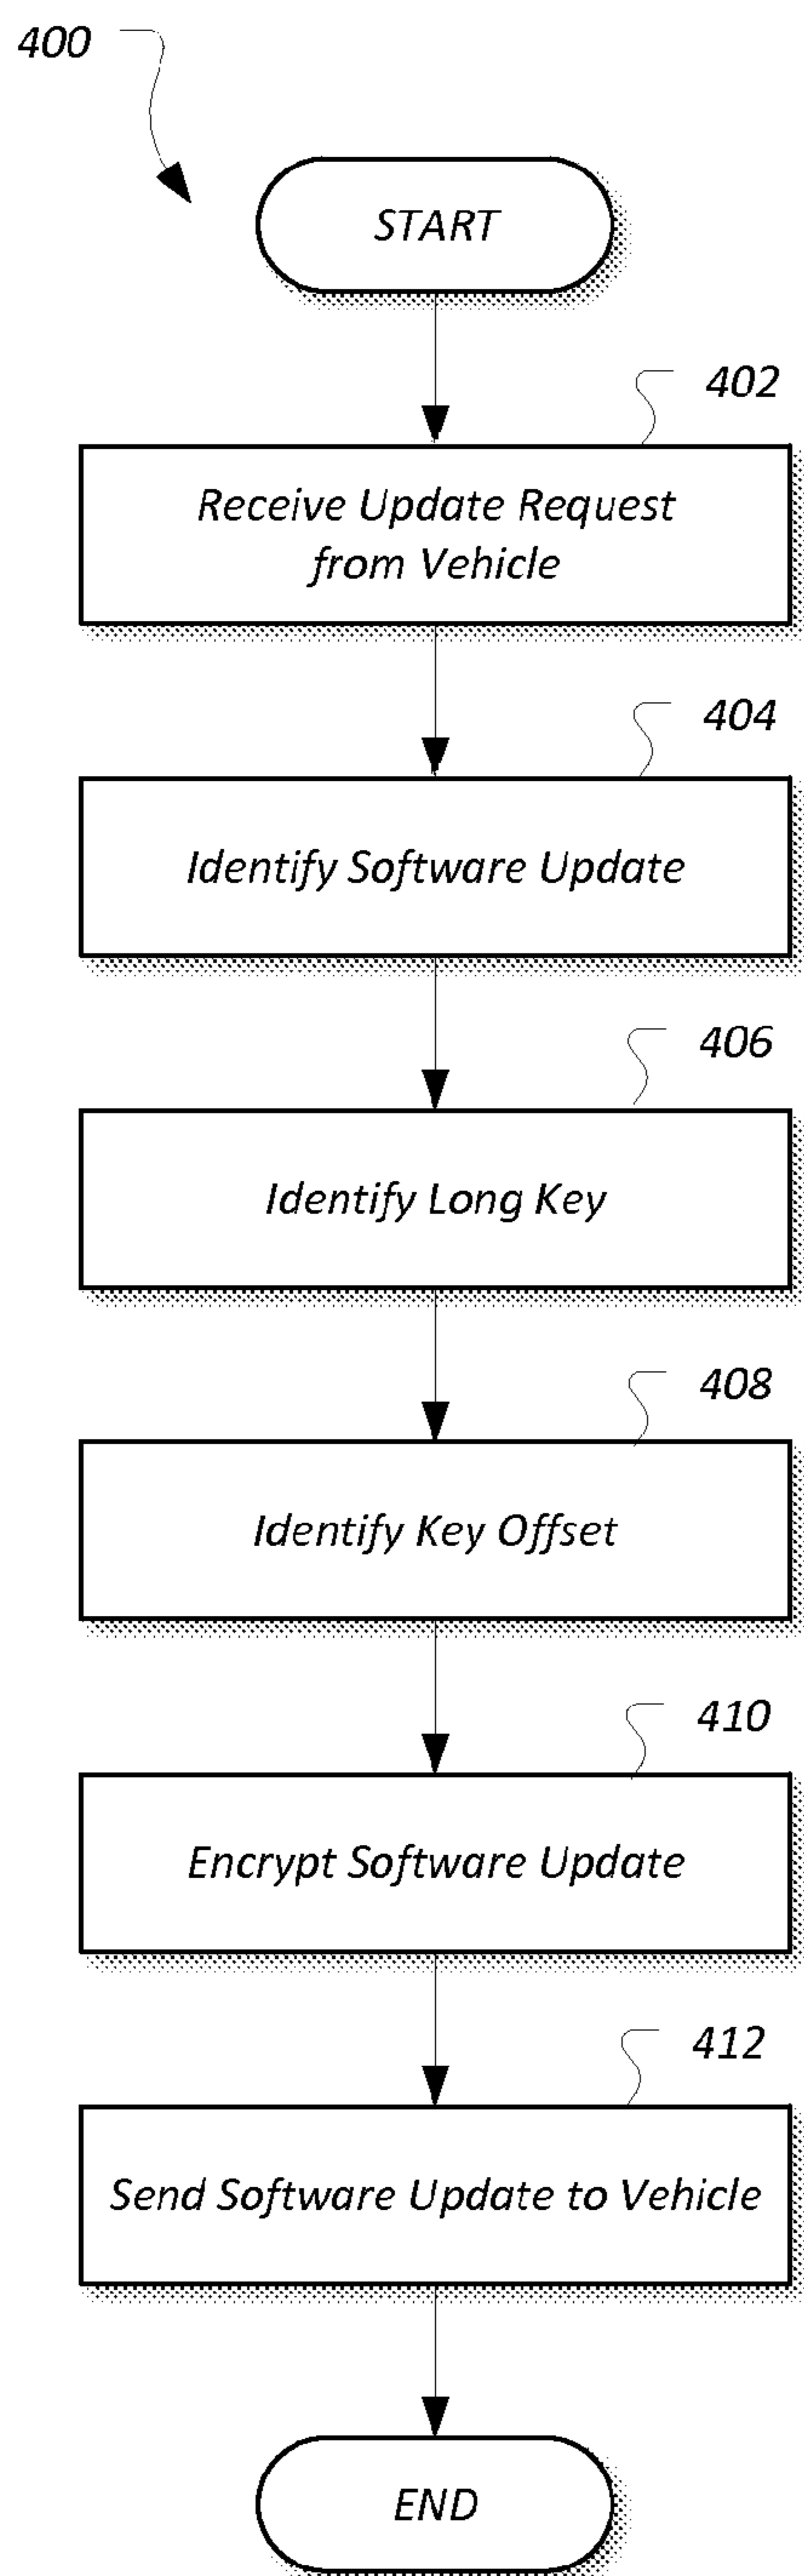 400
START
402
Receive Update Request
from Vehicle
404
Identify Software Update
406
Identify Long Key
408
Identify Key Offset
410
Encrypt Software Update
412
Send Software Update to Vehicle
END